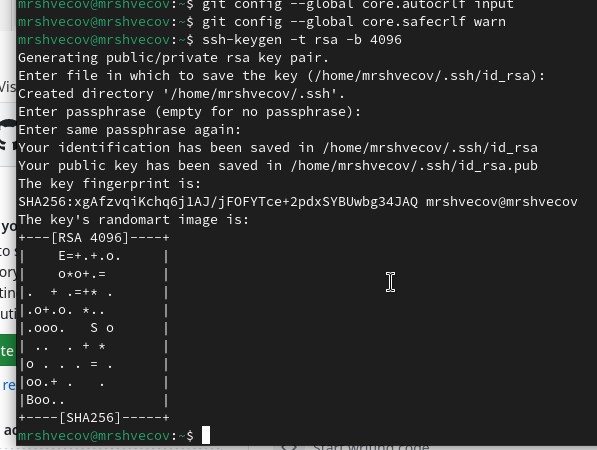 mrshvecov@mrshvecov:~$ git config --global core.autocrlf input
mrshvecov@mrshvecov:~$ git config --global core.safecrlf warn
mrshvecov@mrshvecov:~$ ssh-keygen -t rsa -b 4096
Generating public/private rsa key pair.
Enter file in which to save the key (/home/mrshvecov/.ssh/id_rsa):
Created directory '/home/mrshvecov/.ssh'.
Enter passphrase (empty for no passphrase):
Enter same passphrase again:
Your identification has been saved in /home/mrshvecov/.ssh/id_rsa
Your public key has been saved in /home/mrshvecov/.ssh/id_rsa.pub
The key fingerprint is:
SHA256:xgAfzvqiKchq6j1AJ/jFOFYTce+2pdxSYBUwbg34JAQ mrshvecov@mrshvecov
The key's randomart image is:
+---[RSA 4096]----+
|    E=+.+.o.     |
|    o*o+.=       |
|.  + .=+* .      |
|.o+.o. *..       |
|.ooo.   S o      |
| ..  . + *       |
|o . . . = .      |
|oo.+ .   .       |
|Boo..            |
+----[SHA256]-----+
mrshvecov@mrshvecov:~$
Start writing code